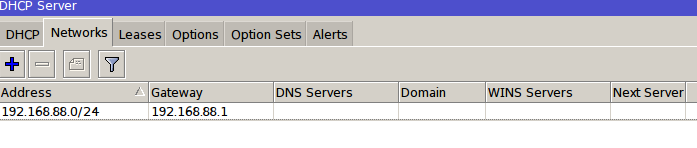 DHCP Server
DHCP Networks Leases Options Option Sets Alerts
Address Gateway DNS Servers Domain WINS Servers Next Server
192.168.88.0/24 192.168.88.1